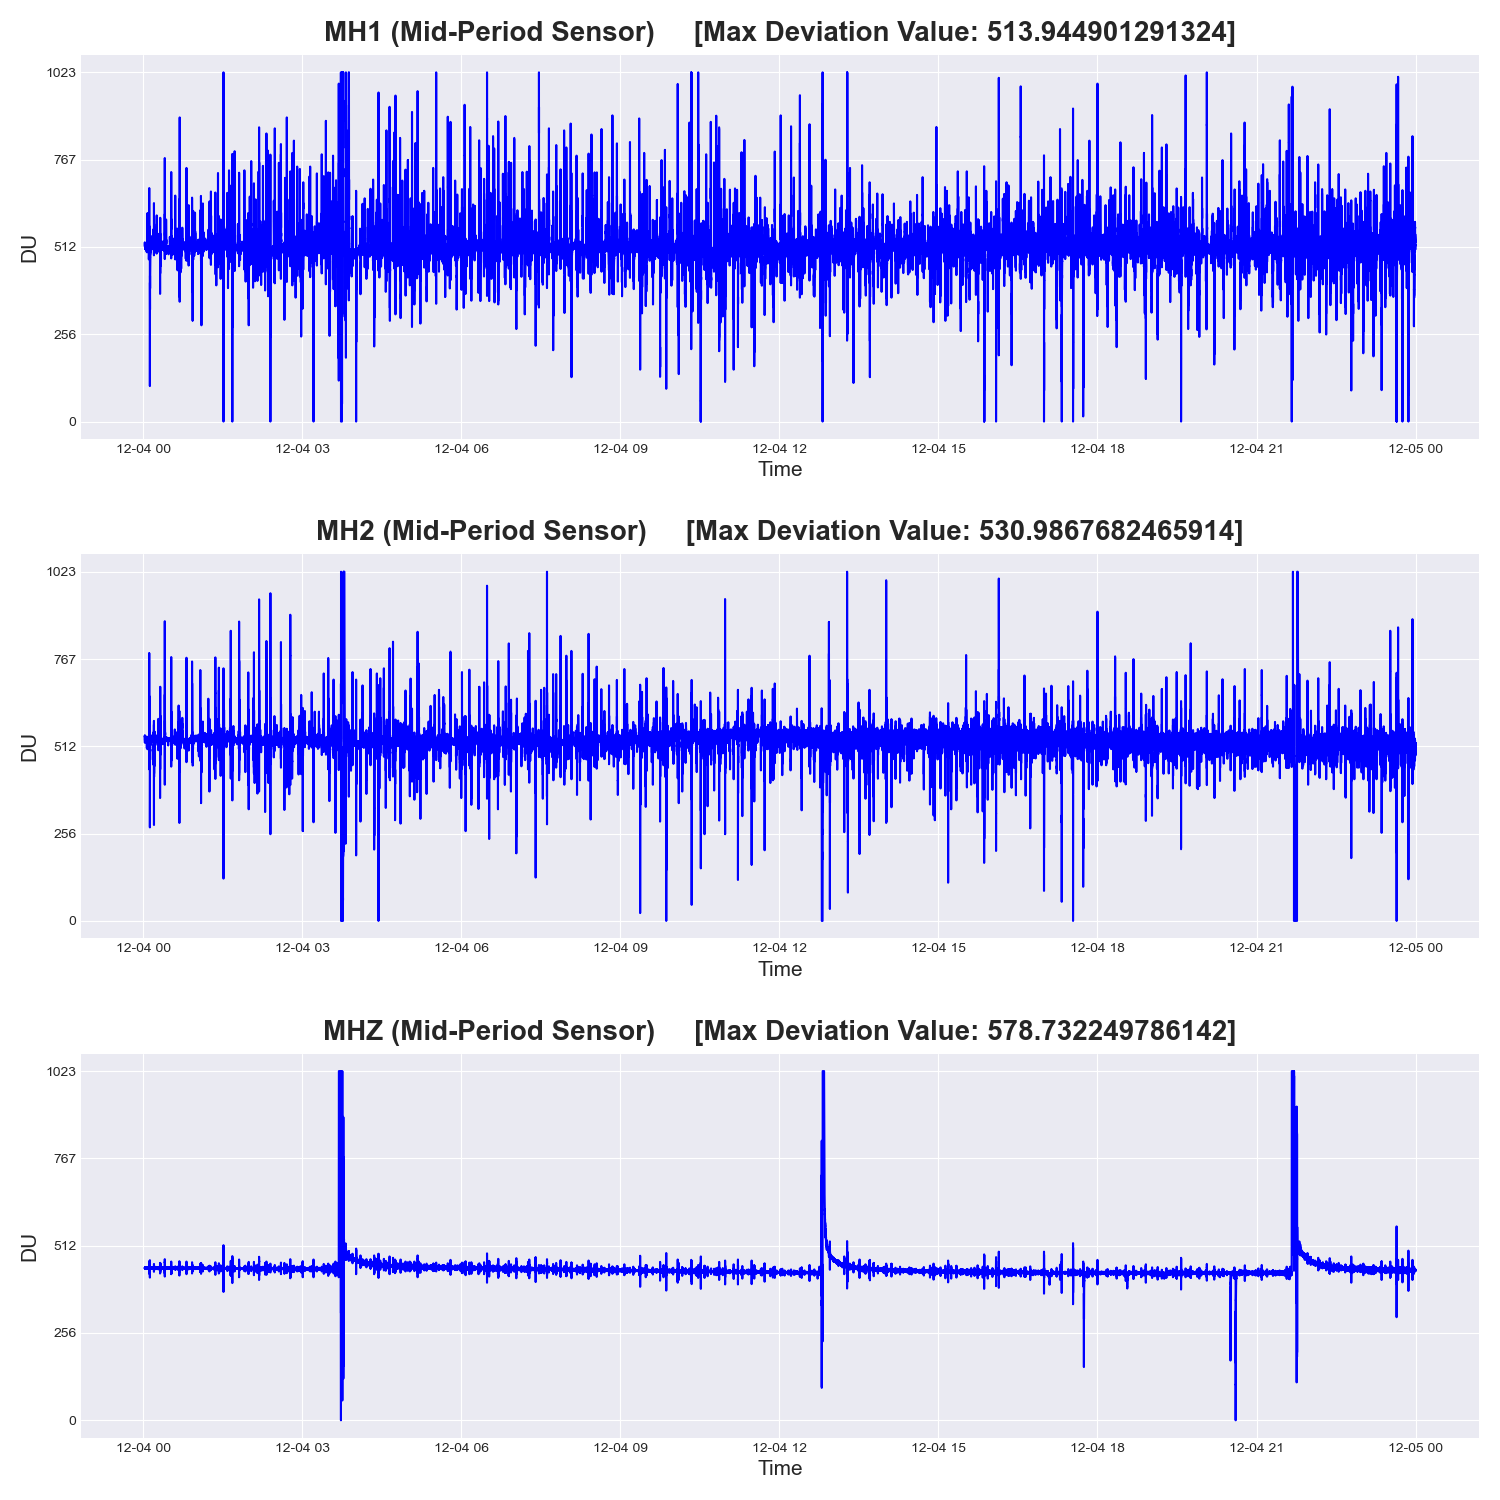 MH1 (Mid-Period Sensor)     [Max Deviation Value: 513.944901291324]
1023
767
512
256
0
DU
12-04 00 12-04 03 12-04 06 12-04 09 12-04 12 12-04 15 12-04 18 12-04 21 12-05 00
Time
MH2 (Mid-Period Sensor)     [Max Deviation Value: 530.9867682465914]
1023
767
512
256
0
DU
12-04 00 12-04 03 12-04 06 12-04 09 12-04 12 12-04 15 12-04 18 12-04 21 12-05 00
Time
MHZ (Mid-Period Sensor)     [Max Deviation Value: 578.732249786142]
1023
767
512
256
0
DU
12-04 00 12-04 03 12-04 06 12-04 09 12-04 12 12-04 15 12-04 18 12-04 21 12-05 00
Time